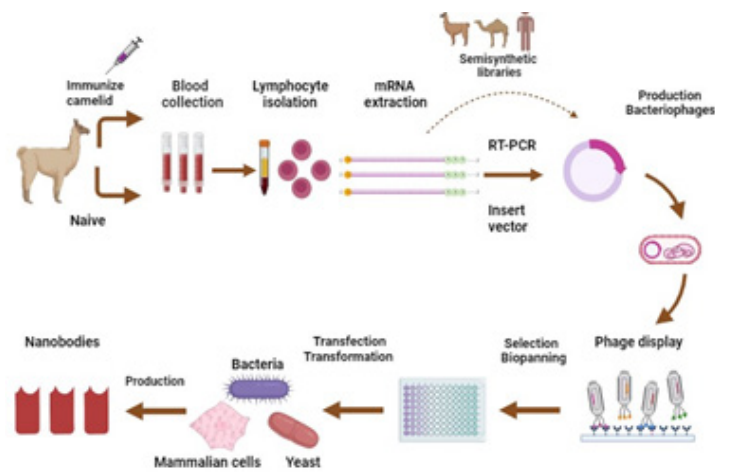 Semisynthetic
libraries
Immunize
camelid
Blood
collection
Lymphocyte
isolation
mRNA
extraction
Production
Bacteriophages
RT-PCR
Insert
vector
Naive
Nanobodies
Production
Bacteria
Mammalian cells
Yeast
Transfection
Transformation
Selection
Biopanning
Phage display